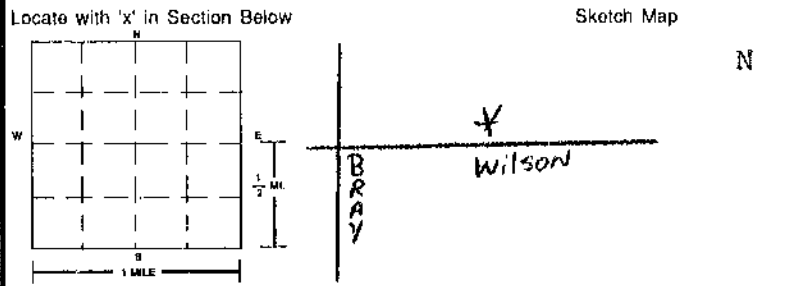 Locate with 'x' in Section Below
Sketch Map
N
N
W
E
1/2 MI.
S
1 MILE
Wilson
BRAY